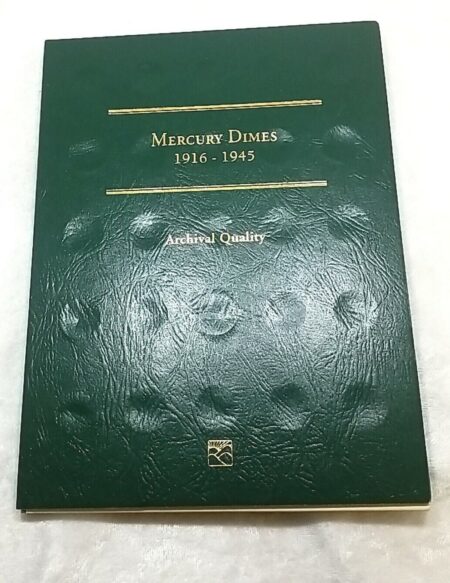 Mercury Dimes
1916 - 1945
Archival Quality